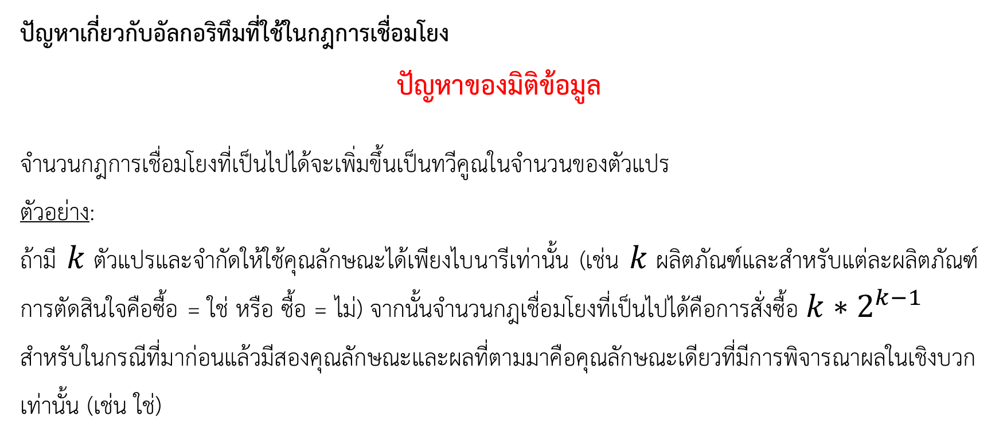 ปัญหาเกี่ยวกับอัลกอริทึมที่ใช้ในกฎการเชื่อมโยง
ปัญหาของมิติข้อมูล
จำนวนกฎการเชื่อมโยงที่เป็นไปได้จะเพิ่มขึ้นเป็นทวีคูณในจำนวนของตัวแปร
ตัวอย่าง:
ถ้ามี k ตัวแปรและจำกัดให้ใช้คุณลักษณะได้เพียงไบนารีเท่านั้น (เช่น k ผลิตภัณฑ์และสำหรับแต่ละผลิตภัณฑ์
การตัดสินใจคือซื้อ = ใช่ หรือ ซื้อ = ไม่) จากนั้นจำนวนกฎเชื่อมโยงที่เป็นไปได้คือการสั่งซื้อ k * 2^{k-1}
สำหรับในกรณีที่มาก่อนแล้วมีสองคุณลักษณะและผลที่ตามมาคือคุณลักษณะเดียวที่มีการพิจารณาผลในเชิงบวก
เท่านั้น (เช่น ใช่)